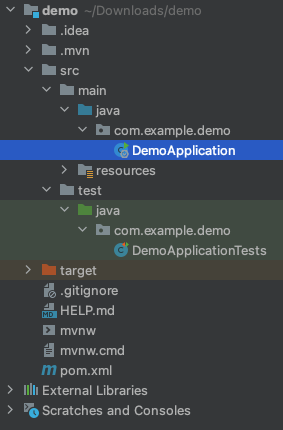 demo ~/Downloads/demo
.idea
.mvn
src
main
java
com.example.demo
DemoApplication
resources
test
java
com.example.demo
DemoApplicationTests
target
.gitignore
HELP.md
mvnw
mvnw.cmd
pom.xml
External Libraries
Scratches and Consoles